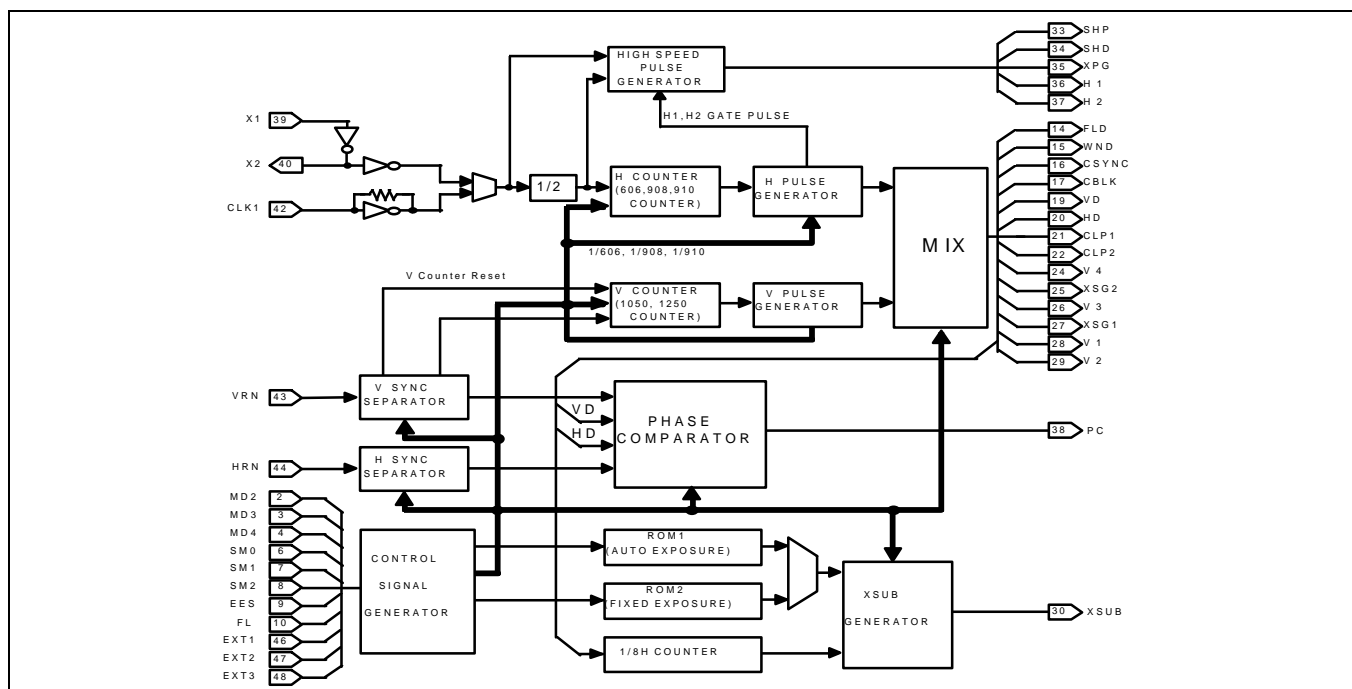 X1 39
X2 40
CLK1 42
1/2
HIGH SPEED
PULSE
GENERATOR
H1,H2 GATE PULSE
H COUNTER
(606,908,910
COUNTER)
H PULSE
GENERATOR
1/606, 1/908, 1/910
V Counter Reset
V COUNTER
(1050, 1250
COUNTER)
V PULSE
GENERATOR
MIX
33 SHP
34 SHD
35 XPG
36 H 1
37 H 2
14 FLD
15 WND
16 CSYNC
17 CBLK
19 VD
20 HD
21 CLP1
22 CLP2
24 V 4
25 XSG2
26 V 3
27 XSG1
28 V 1
29 V 2
VRN 43
V SYNC
SEPARATOR
HRN 44
H SYNC
SEPARATOR
VD
HD
PHASE
COMPARATOR
38 PC
MD2 2
MD3 3
MD4 4
SM0 6
SM1 7
SM2 8
EES 9
FL 10
EXT1 46
EXT2 47
EXT3 48
CONTROL
SIGNAL
GENERATOR
ROM1
(AUTO EXPOSURE)
ROM2
(FIXED EXPOSURE)
1/8H COUNTER
XSUB
GENERATOR
30 XSUB